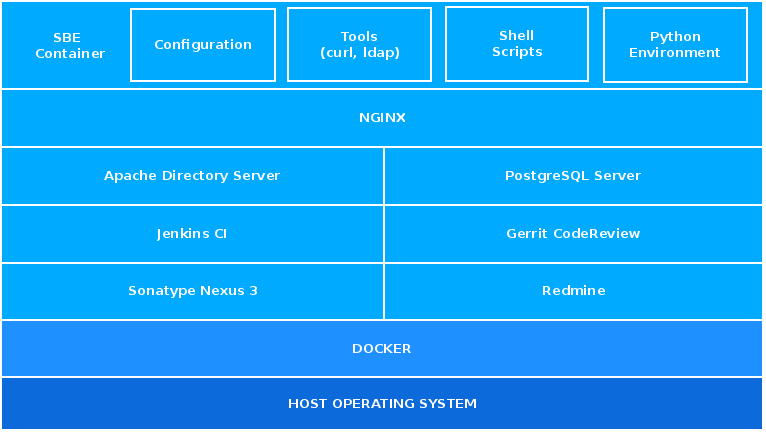 SBE
Container
Configuration
Tools
(curl, ldap)
Shell
Scripts
Python
Environment
NGINX
Apache Directory Server
PostgreSQL Server
Jenkins CI
Gerrit CodeReview
Sonatype Nexus 3
Redmine
DOCKER
HOST OPERATING SYSTEM